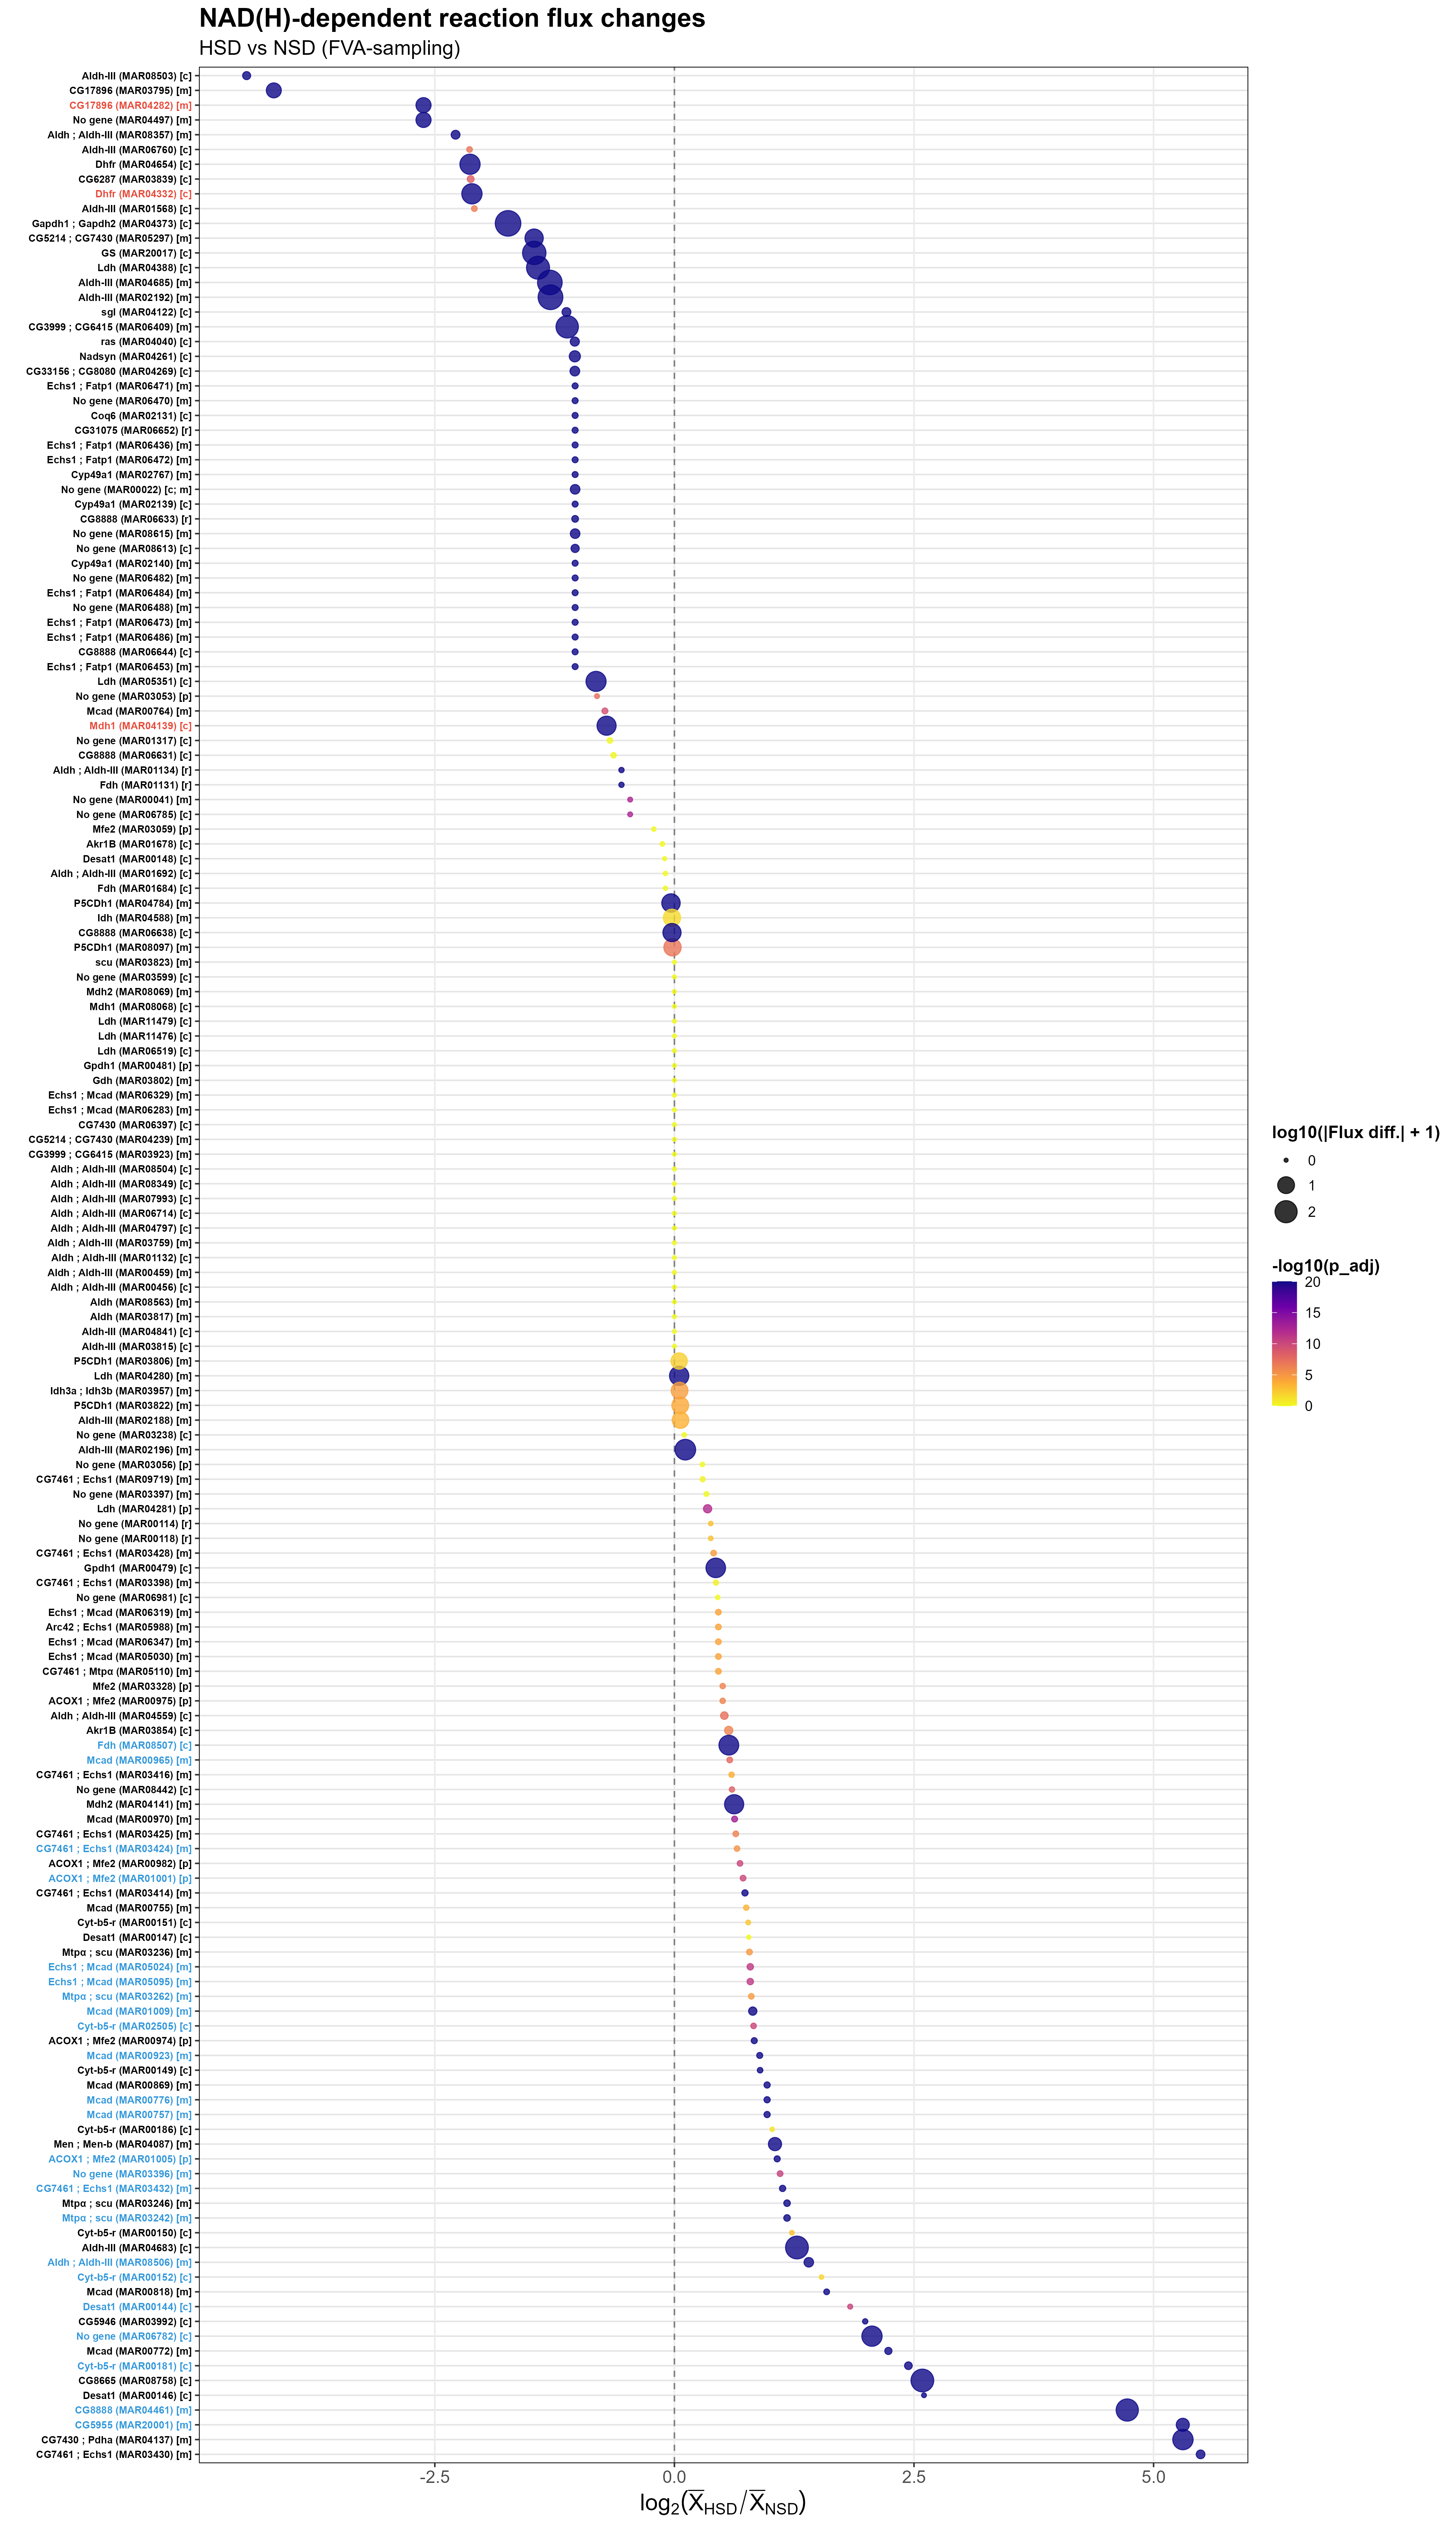 NAD(H)-dependent reaction flux changes
HSD vs NSD (FVA-sampling)
Aldh-III (MAR08503) [c]
CG17896 (MAR03795) [m]
CG17896 (MAR04282) [m]
No gene (MAR04497) [m]
Aldh ; Aldh-III (MAR08357) [m]
Aldh-III (MAR06760) [c]
Dhfr (MAR04654) [c]
CG6287 (MAR03839) [c]
Dhfr (MAR04332) [c]
Aldh-III (MAR01568) [c]
Gapdh1 ; Gapdh2 (MAR04373) [c]
CG5214 ; CG7430 (MAR05297) [m]
GS (MAR20017) [c]
Ldh (MAR04388) [c]
Aldh-III (MAR04685) [m]
Aldh-III (MAR02192) [m]
sgl (MAR04122) [c]
CG3999 ; CG6415 (MAR06409) [m]
ras (MAR04040) [c]
Nadsyn (MAR04261) [c]
CG33156 ; CG8080 (MAR04269) [c]
Echs1 ; Fatp1 (MAR06471) [m]
No gene (MAR06470) [m]
Coq6 (MAR02131) [c]
CG31075 (MAR06652) [r]
Echs1 ; Fatp1 (MAR06436) [m]
Echs1 ; Fatp1 (MAR06472) [m]
Cyp49a1 (MAR02767) [m]
No gene (MAR00022) [c; m]
Cyp49a1 (MAR02139) [c]
CG8888 (MAR06633) [r]
No gene (MAR08615) [m]
No gene (MAR08613) [c]
Cyp49a1 (MAR02140) [m]
No gene (MAR06482) [m]
Echs1 ; Fatp1 (MAR06484) [m]
No gene (MAR06488) [m]
Echs1 ; Fatp1 (MAR06473) [m]
Echs1 ; Fatp1 (MAR06486) [m]
CG8888 (MAR06644) [c]
Echs1 ; Fatp1 (MAR06453) [m]
Ldh (MAR05351) [c]
No gene (MAR03053) [p]
Mcad (MAR00764) [m]
Mdh1 (MAR04139) [c]
No gene (MAR01317) [c]
CG8888 (MAR06631) [c]
Aldh ; Aldh-III (MAR01134) [r]
Fdh (MAR01131) [r]
No gene (MAR00041) [m]
No gene (MAR06785) [c]
Mfe2 (MAR03059) [p]
Akr1B (MAR01678) [c]
Desat1 (MAR00148) [c]
Aldh ; Aldh-III (MAR01692) [c]
Fdh (MAR01684) [c]
P5CDh1 (MAR04784) [m]
Idh (MAR04588) [m]
CG8888 (MAR06638) [c]
P5CDh1 (MAR08097) [m]
scu (MAR03823) [m]
No gene (MAR03599) [c]
Mdh2 (MAR08069) [m]
Mdh1 (MAR08068) [c]
Ldh (MAR11479) [c]
Ldh (MAR11476) [c]
Ldh (MAR06519) [c]
Gpdh1 (MAR00481) [p]
Gdh (MAR03802) [m]
Echs1 ; Mcad (MAR06329) [m]
Echs1 ; Mcad (MAR06283) [m]
CG7430 (MAR06397) [c]
CG5214 ; CG7430 (MAR04239) [m]
CG3999 ; CG6415 (MAR03923) [m]
Aldh ; Aldh-III (MAR08504) [c]
Aldh ; Aldh-III (MAR08349) [c]
Aldh ; Aldh-III (MAR07993) [c]
Aldh ; Aldh-III (MAR06714) [c]
Aldh ; Aldh-III (MAR04797) [c]
Aldh ; Aldh-III (MAR03759) [m]
Aldh ; Aldh-III (MAR01132) [c]
Aldh ; Aldh-III (MAR00459) [m]
Aldh ; Aldh-III (MAR00456) [c]
Aldh (MAR08563) [m]
Aldh (MAR03817) [m]
Aldh-III (MAR04841) [c]
Aldh-III (MAR03815) [c]
P5CDh1 (MAR03806) [m]
Ldh (MAR04280) [m]
Idh3a ; Idh3b (MAR03957) [m]
P5CDh1 (MAR03822) [m]
Aldh-III (MAR02188) [m]
No gene (MAR03238) [c]
Aldh-III (MAR02196) [m]
No gene (MAR03056) [p]
CG7461 ; Echs1 (MAR09719) [m]
No gene (MAR03397) [m]
Ldh (MAR04281) [p]
No gene (MAR00114) [r]
No gene (MAR00118) [r]
CG7461 ; Echs1 (MAR03428) [m]
Gpdh1 (MAR00479) [c]
CG7461 ; Echs1 (MAR03398) [m]
No gene (MAR06981) [c]
Echs1 ; Mcad (MAR06319) [m]
Arc42 ; Echs1 (MAR05988) [m]
Echs1 ; Mcad (MAR06347) [m]
Echs1 ; Mcad (MAR05030) [m]
CG7461 ; Mtpα (MAR05110) [m]
Mfe2 (MAR03328) [p]
ACOX1 ; Mfe2 (MAR00975) [p]
Aldh ; Aldh-III (MAR04559) [c]
Akr1B (MAR03854) [c]
Fdh (MAR08507) [c]
Mcad (MAR00965) [m]
CG7461 ; Echs1 (MAR03416) [m]
No gene (MAR08442) [c]
Mdh2 (MAR04141) [m]
Mcad (MAR00970) [m]
CG7461 ; Echs1 (MAR03425) [m]
CG7461 ; Echs1 (MAR03424) [m]
ACOX1 ; Mfe2 (MAR00982) [p]
ACOX1 ; Mfe2 (MAR01001) [p]
CG7461 ; Echs1 (MAR03414) [m]
Mcad (MAR00755) [m]
Cyt-b5-r (MAR00151) [c]
Desat1 (MAR00147) [c]
Mtpα ; scu (MAR03236) [m]
Echs1 ; Mcad (MAR05024) [m]
Echs1 ; Mcad (MAR05095) [m]
Mtpα ; scu (MAR03262) [m]
Mcad (MAR01009) [m]
Cyt-b5-r (MAR02505) [c]
ACOX1 ; Mfe2 (MAR00974) [p]
Mcad (MAR00923) [m]
Cyt-b5-r (MAR00149) [c]
Mcad (MAR00869) [m]
Mcad (MAR00776) [m]
Mcad (MAR00757) [m]
Cyt-b5-r (MAR00186) [c]
Men ; Men-b (MAR04087) [m]
ACOX1 ; Mfe2 (MAR01005) [p]
No gene (MAR03396) [m]
CG7461 ; Echs1 (MAR03432) [m]
Mtpα ; scu (MAR03246) [m]
Mtpα ; scu (MAR03242) [m]
Cyt-b5-r (MAR00150) [c]
Aldh-III (MAR04683) [c]
Aldh ; Aldh-III (MAR08506) [m]
Cyt-b5-r (MAR00152) [c]
Mcad (MAR00818) [m]
Desat1 (MAR00144) [c]
CG5946 (MAR03992) [c]
No gene (MAR06782) [c]
Mcad (MAR00772) [m]
Cyt-b5-r (MAR00181) [c]
CG8665 (MAR08758) [c]
Desat1 (MAR00146) [c]
CG8888 (MAR04461) [m]
CG5955 (MAR20001) [m]
CG7430 ; Pdha (MAR04137) [m]
CG7461 ; Echs1 (MAR03430) [m]
-2.5 0.0 2.5 5.0
log₂(X̅HSD/X̅NSD)
log10(|Flux diff.| + 1)
0
1
2
-log10(p_adj)
20
15
10
5
0